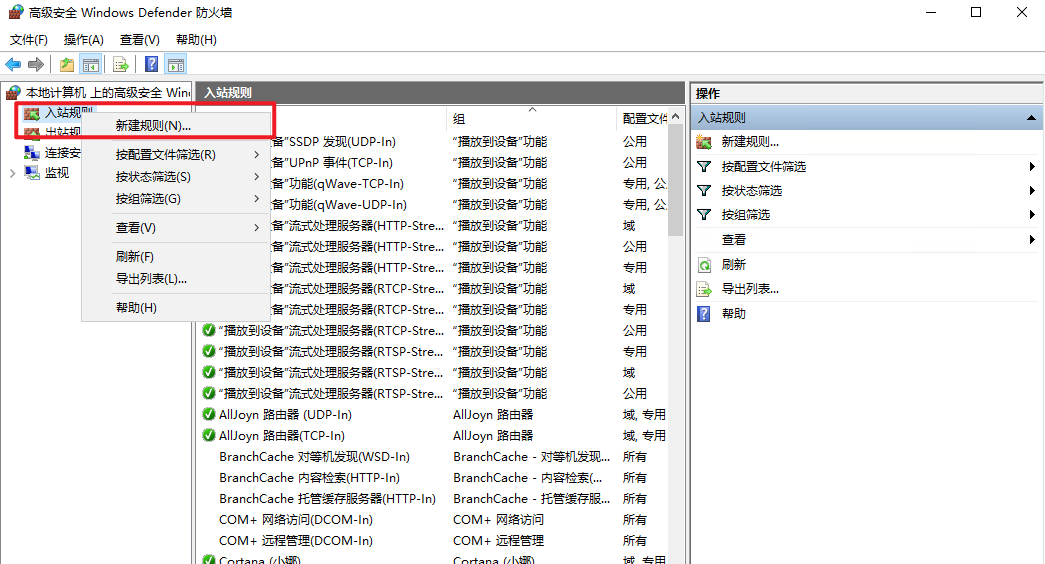 高级安全 Windows Defender 防火墙
文件(F) 操作(A) 查看(V) 帮助(H)
本地计算机 上的高级安全 Win
入站规则
出站规
连接安
监视
新建规则(N)...
按配置文件筛选(R)
按状态筛选(S)
按组筛选(G)
查看(V)
刷新(F)
导出列表(L)...
帮助(H)
入站规则
组 配置文件
备"SSDP 发现(UDP-In) "播放到设备"功能 公用
备"UPnP 事件(TCP-In) "播放到设备"功能 公用
备"功能(qWave-TCP-In) "播放到设备"功能 专用, 公
备"功能(qWave-UDP-In) "播放到设备"功能 专用, 公
备"流式处理服务器(HTTP-Stre... "播放到设备"功能 域
备"流式处理服务器(HTTP-Stre... "播放到设备"功能 公用
备"流式处理服务器(HTTP-Stre... "播放到设备"功能 专用
备"流式处理服务器(RTCP-Stre... "播放到设备"功能 域
备"流式处理服务器(RTCP-Stre... "播放到设备"功能 专用
"播放到设备"流式处理服务器(RTCP-Stre... "播放到设备"功能 公用
"播放到设备"流式处理服务器(RTSP-Stre... "播放到设备"功能 专用
"播放到设备"流式处理服务器(RTSP-Stre... "播放到设备"功能 域
"播放到设备"流式处理服务器(RTSP-Stre... "播放到设备"功能 公用
AllJoyn 路由器 (UDP-In) AllJoyn 路由器 域, 专用
AllJoyn 路由器(TCP-In) AllJoyn 路由器 域, 专用
BranchCache 对等机发现(WSD-In) BranchCache - 对等机发现... 所有
BranchCache 内容检索(HTTP-In) BranchCache - 内容检索(... 所有
BranchCache 托管缓存服务器(HTTP-In) BranchCache - 托管缓存服... 所有
COM+ 网络访问(DCOM-In) COM+ 网络访问 所有
COM+ 远程管理(DCOM-In) COM+ 远程管理 所有
Cortana (小娜) Cortana (小娜) 域, 专用
操作
入站规则
新建规则...
按配置文件筛选
按状态筛选
按组筛选
查看
刷新
导出列表...
帮助